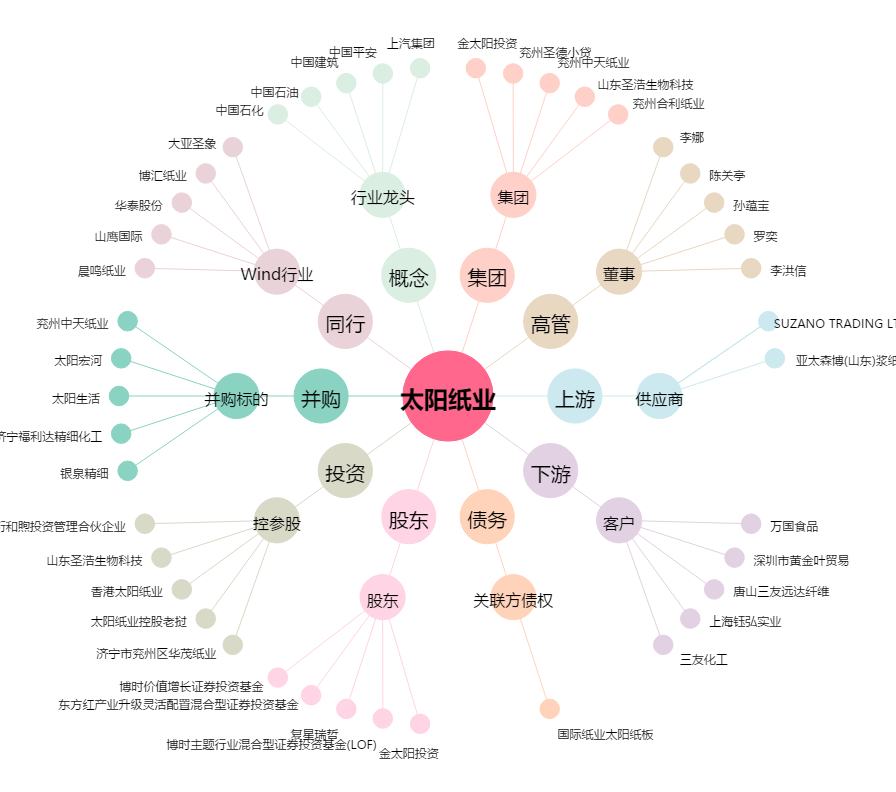 上汽集团
金太阳投资
中国平安
兖州圣德小贷
中国建筑
兖州中天纸业
中国石油
山东圣浩生物科技
中国石化
兖州合利纸业
大亚圣象
李娜
博汇纸业
陈关亭
行业龙头
集团
华泰股份
孙蕴宝
山鹰国际
罗奕
晨鸣纸业
Wind行业
概念
集团
董事
李洪信
同行
高管
兖州中天纸业
SUZANO TRADING LT
太阳宏河
亚太森博(山东)浆纸
太阳生活
并购标的
并购
太阳纸业
上游
供应商
济宁福利达精细化工
银泉精细
投资
下游
行和煦投资管理合伙企业
控参股
股东
债务
客户
万国食品
山东圣浩生物科技
深圳市黄金叶贸易
香港太阳纸业
唐山三友远达纤维
太阳纸业控股老挝
股东
关联方债权
上海钰弘实业
济宁市兖州区华茂纸业
三友化工
博时价值增长证券投资基金
东方红产业升级灵活配置混合型证券投资基金
复星瑞哲
国际纸业太阳纸板
博时主题行业混合型证券投资基金(LOF)
金太阳投资